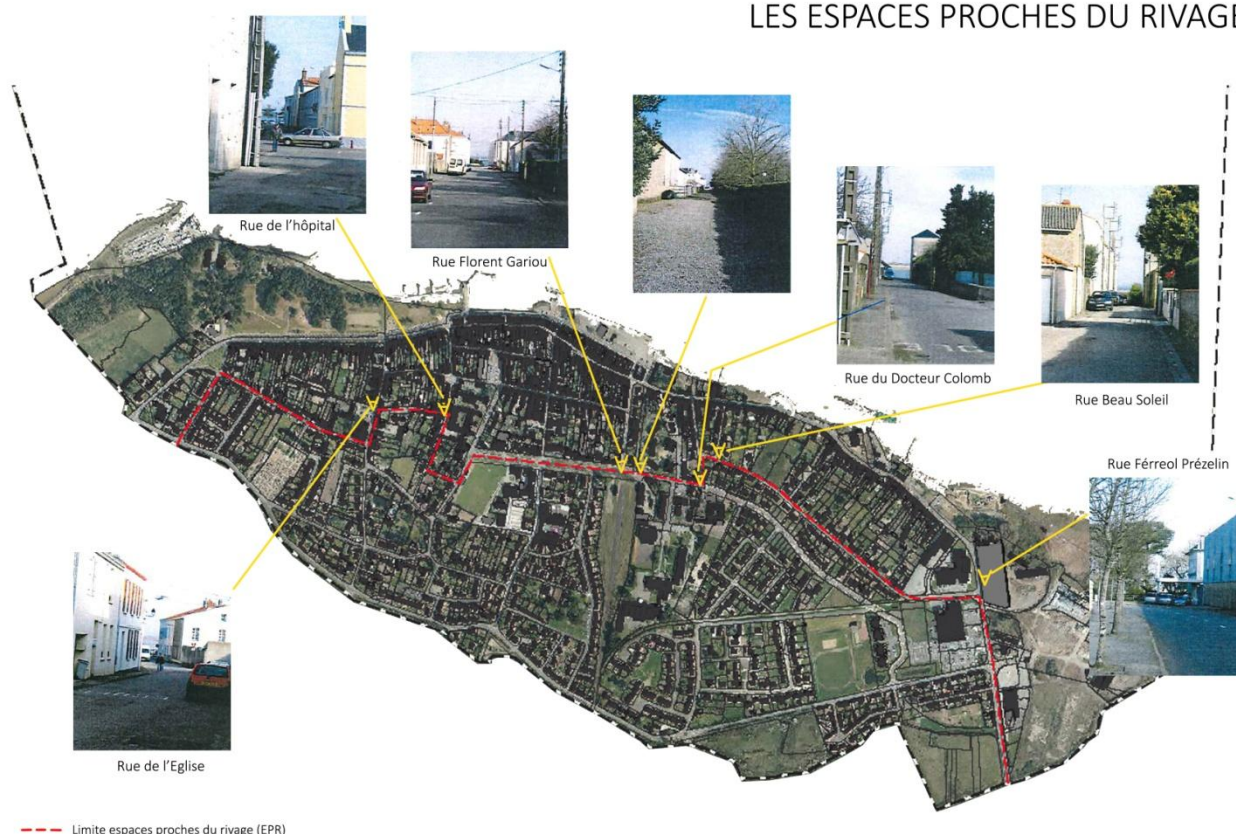 LES ESPACES PROCHES DU RIVAGE
Rue de l'hôpital
Rue Florent Gariou
Rue du Docteur Colomb
Rue Beau Soleil
Rue Férreol Prézelin
Rue de l'Eglise
Limite espaces proches du rivage (EPR)